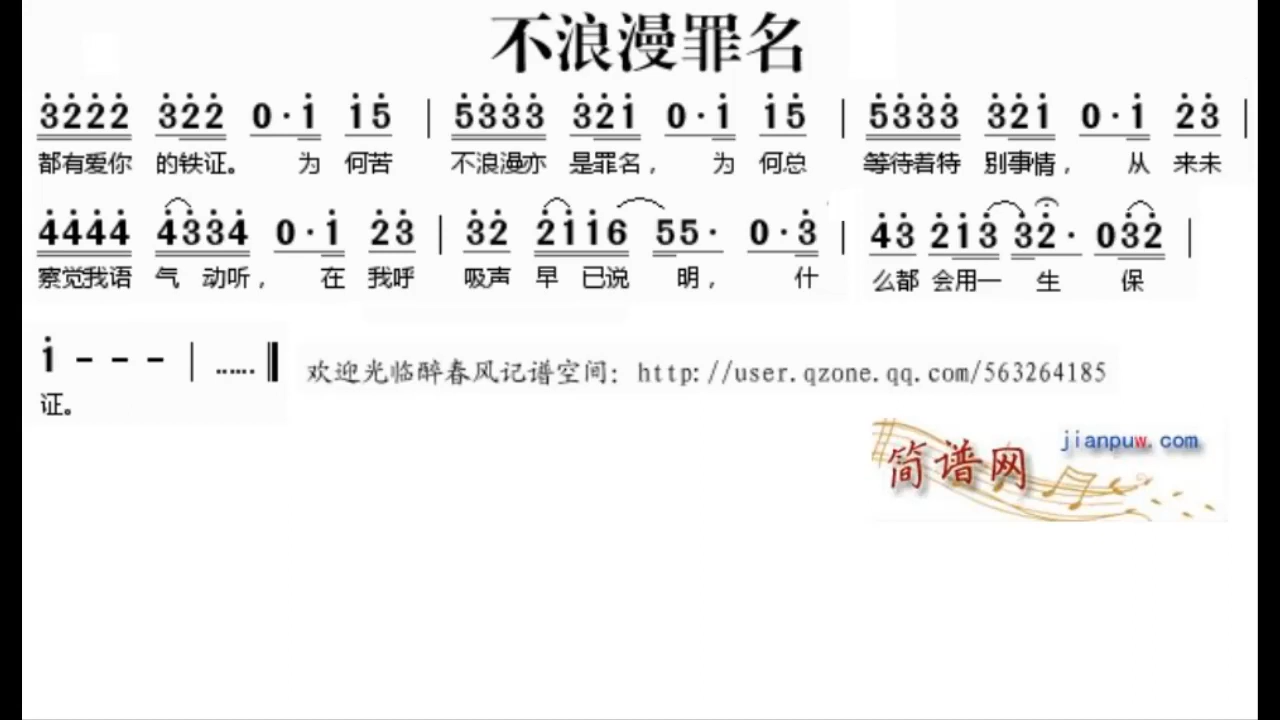 不浪漫罪名
3222 322 0·1 15 | 5333 321 0·1 15 | 5333 321 0·1 23 |
都有爱你 的铁证。 为 何苦 不浪漫亦 是罪名， 为 何总 等待着特 别事情， 从 来未
4444 4334 0·1 23 | 32 2116 55· 0·3 | 43 213 32· 032 |
察觉我语 气 动听， 在 我呼 吸声 早 已说 明， 什 么都 会用一 生 保
1 - - - | ...... ‖
证。
欢迎光临醉春风记谱空间：http://user.qzone.qq.com/563264185
简谱网 jianpuw.com